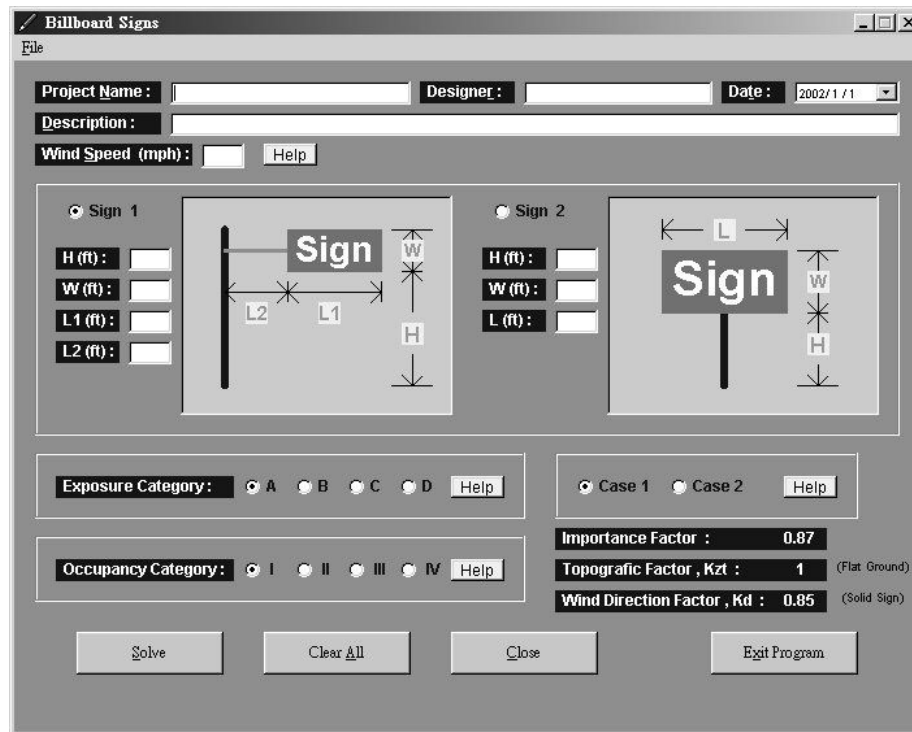 Billboard Signs
File
Project Name : Designer : Date : 2002/ 1 /1
Description :
Wind Speed (mph) : Help
Sign 1
H (ft) :
W (ft) :
L1 (ft) :
L2 (ft) :
Sign
W
L2 L1
H
Sign 2
H (ft) :
W (ft) :
L (ft) :
L
Sign
W
H
Exposure Category : A B C D Help
Case 1 Case 2 Help
Occupancy Category : I II III IV Help
Importance Factor : 0.87
Topografic Factor , Kzt : 1 (Flat Ground)
Wind Direction Factor , Kd : 0.85 (Solid Sign)
Solve Clear All Close Exit Program